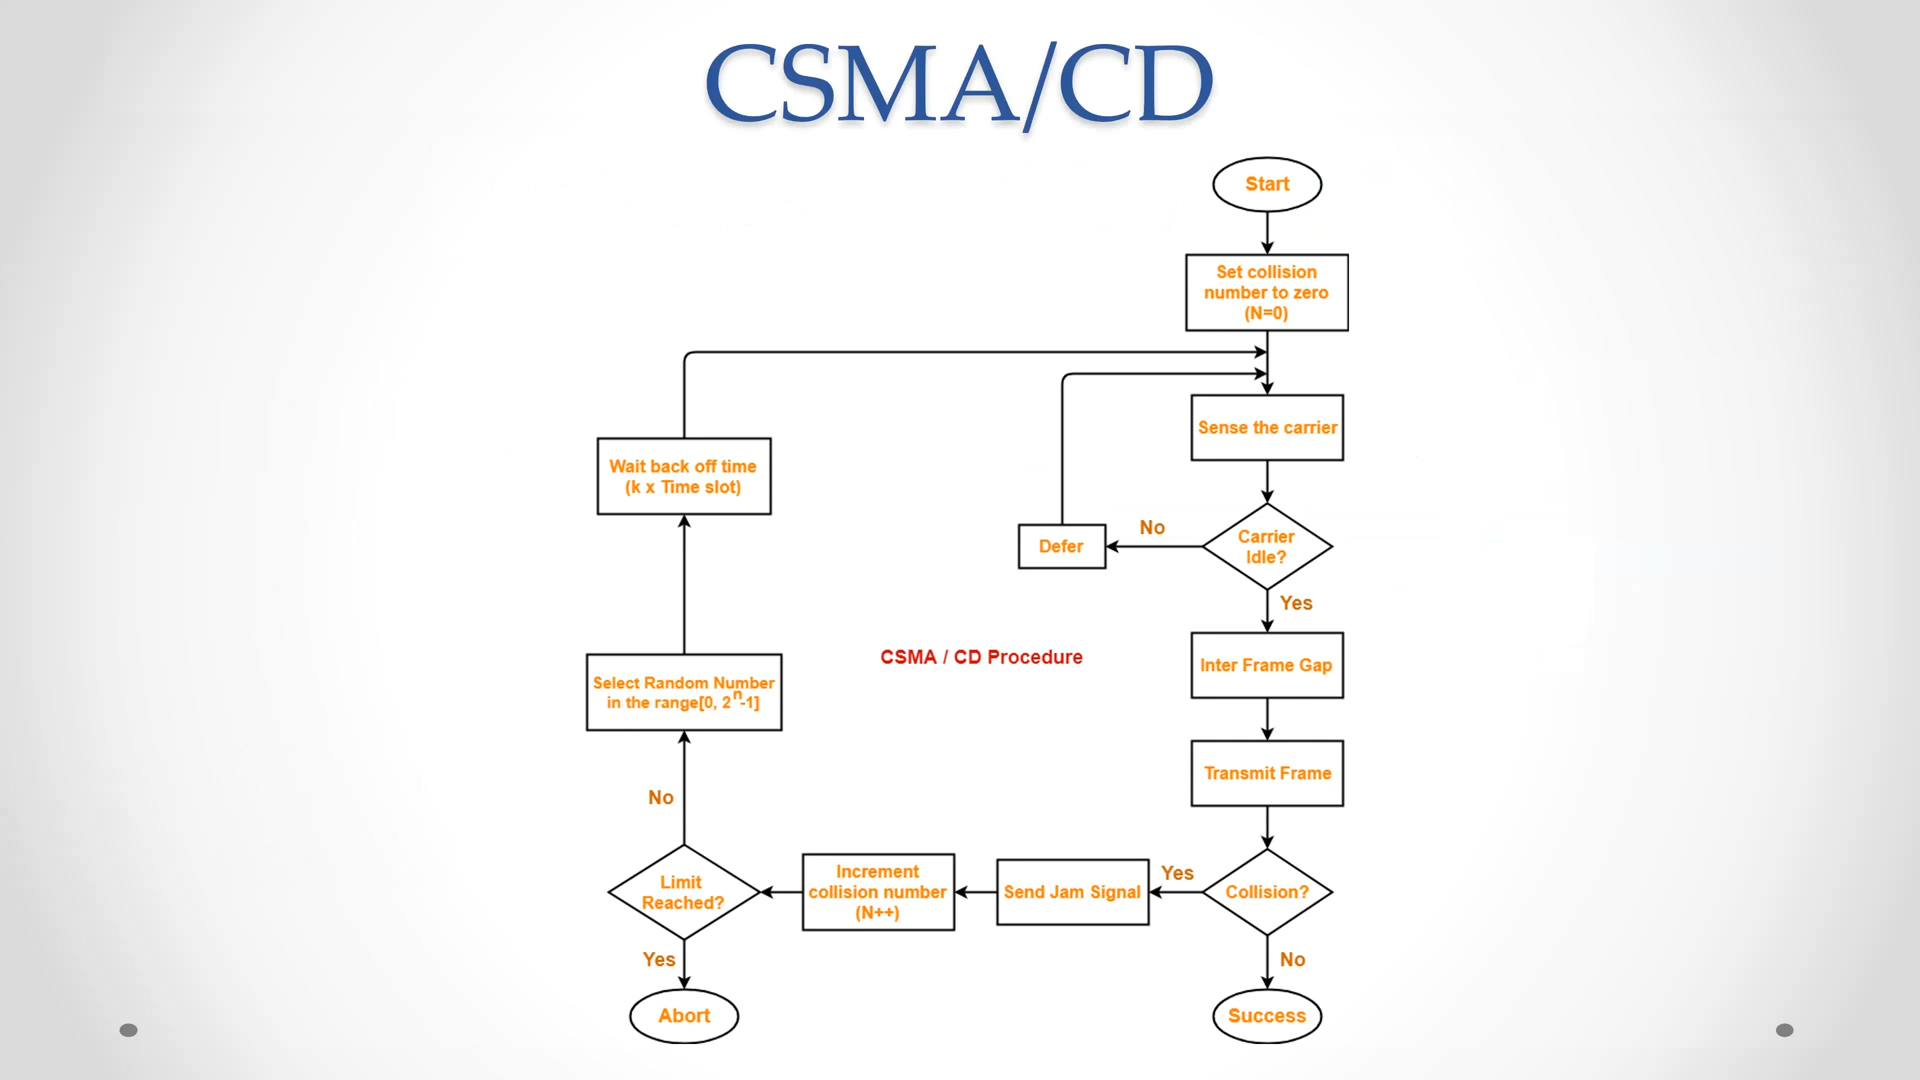 CSMA/CD
Start
Set collision
number to zero
(N=0)
Sense the carrier
Wait back off time
(k x Time slot)
No
Defer
Carrier
Idle?
Yes
CSMA / CD Procedure
Inter Frame Gap
Select Random Number
in the range[0, 2^n-1]
Transmit Frame
No
Limit
Reached?
Increment
collision number
(N++)
Send Jam Signal
Yes
Collision?
Yes
No
Abort
Success